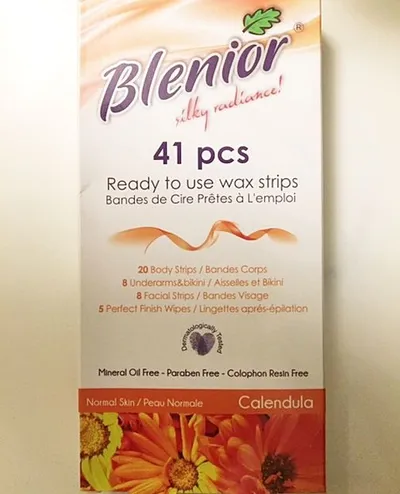 Blenior®
silky radiance!
41 pcs
Ready to use wax strips
Bandes de Cire Prêtes à L'emploi
20 Body Strips / Bandes Corps
8 Underarms&bikini / Aisselles et Bikini
8 Facial Strips / Bandes Visage
5 Perfect Finish Wipes / Lingettes aprés-épilation
Dermatologically Tested
Mineral Oil Free - Paraben Free - Colophon Resin Free
Normal Skin / Peau Normale
Calendula